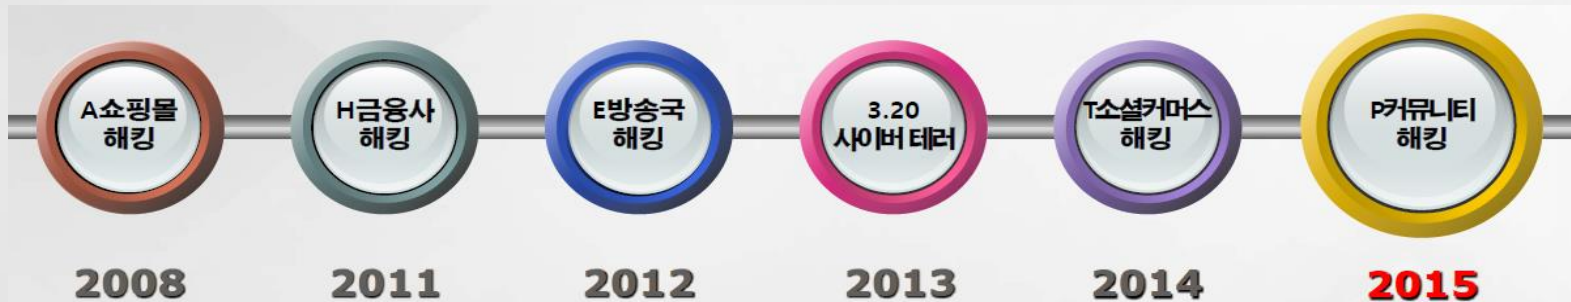 A쇼핑몰
해킹
H금융사
해킹
E방송국
해킹
3.20
사이버 테러
T소셜커머스
해킹
P커뮤니티
해킹
2008
2011
2012
2013
2014
2015